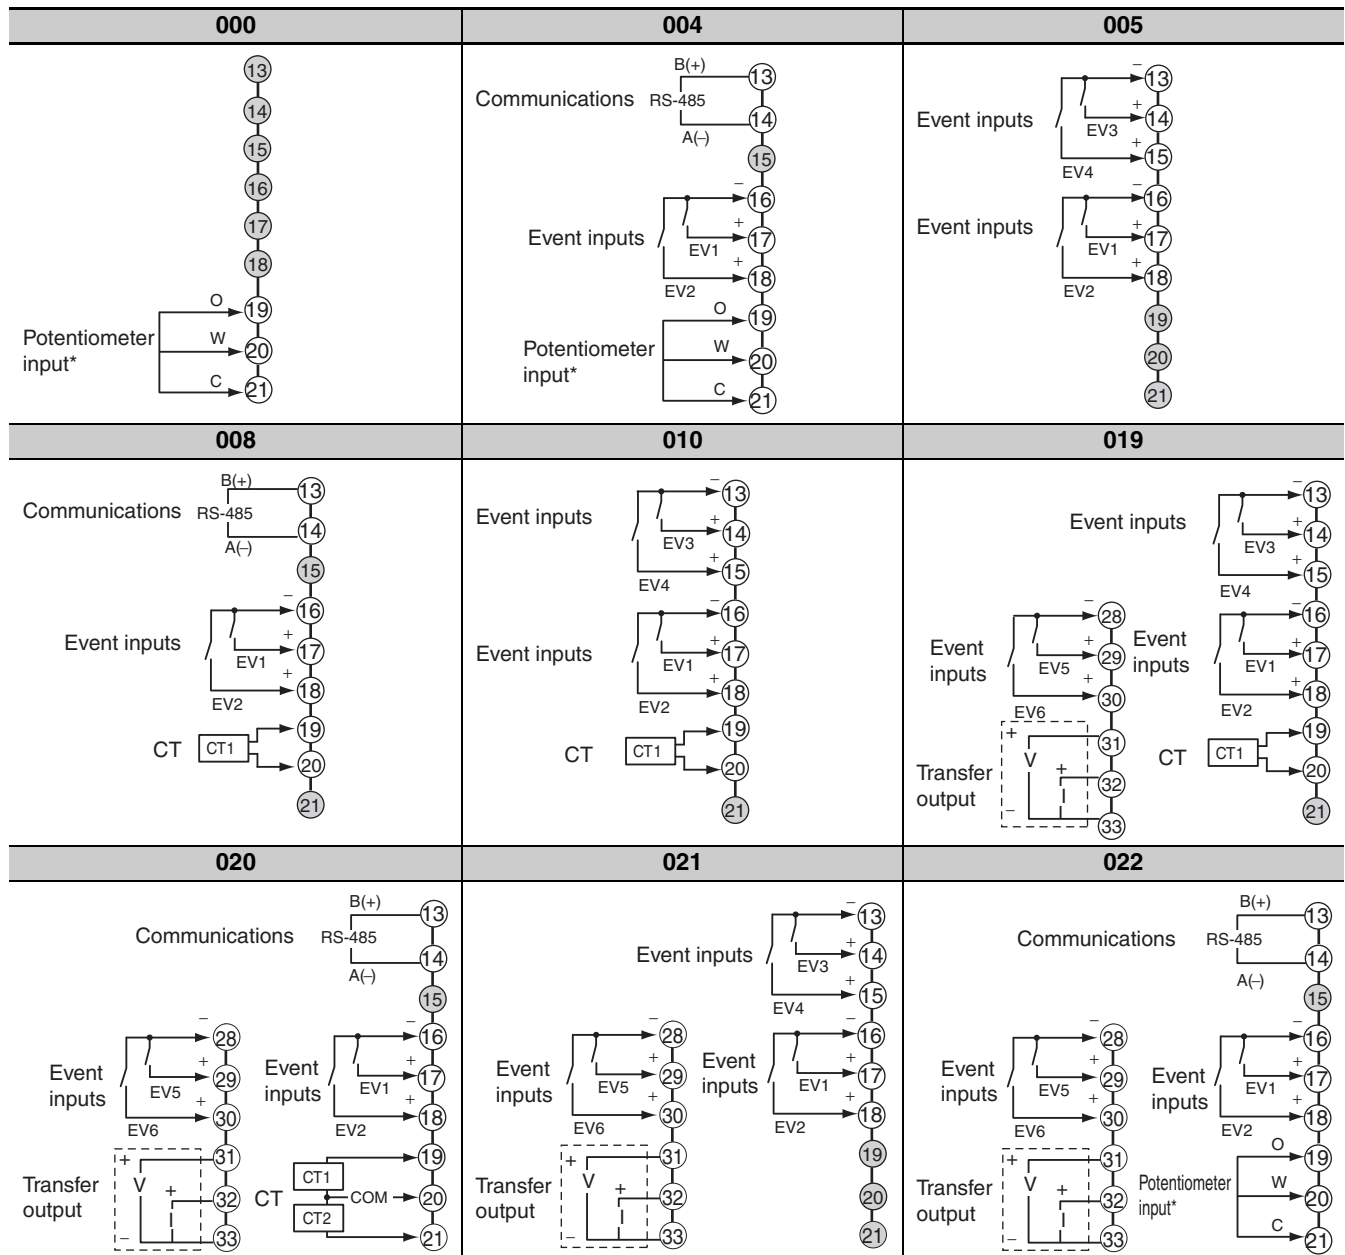 000 004 005
13
14
15
16
17
18
Potentiometer input*
O 19
W 20
C 21
Communications RS-485
B(+) 13
A(–) 14
15
Event inputs
– 16
EV1 + 17
EV2 + 18
Potentiometer input*
O 19
W 20
C 21
Event inputs
– 13
EV3 + 14
EV4 + 15
Event inputs
– 16
EV1 + 17
EV2 + 18
19
20
21
008 010 019
Communications RS-485
B(+) 13
A(–) 14
15
Event inputs
– 16
EV1 + 17
EV2 + 18
CT CT1
19
20
21
Event inputs
– 13
EV3 + 14
EV4 + 15
Event inputs
– 16
EV1 + 17
EV2 + 18
CT CT1
19
20
21
Event inputs
– 13
EV3 + 14
EV4 + 15
Event inputs
– 28
EV5 + 29
EV6 + 30
Transfer output
+ V 31
+ I 32
– 33
Event inputs
– 16
EV1 + 17
EV2 + 18
CT CT1
19
20
21
020 021 022
Communications RS-485
B(+) 13
A(–) 14
15
Event inputs
– 28
EV5 + 29
EV6 + 30
Transfer output
+ V 31
+ I 32
– 33
Event inputs
– 16
EV1 + 17
EV2 + 18
CT
CT1 19
COM 20
CT2 21
Event inputs
– 13
EV3 + 14
EV4 + 15
Event inputs
– 28
EV5 + 29
EV6 + 30
Transfer output
+ V 31
+ I 32
– 33
Event inputs
– 16
EV1 + 17
EV2 + 18
19
20
21
Communications RS-485
B(+) 13
A(–) 14
15
Event inputs
– 28
EV5 + 29
EV6 + 30
Transfer output
+ V 31
+ I 32
– 33
Event inputs
– 16
EV1 + 17
EV2 + 18
Potentiometer input*
O 19
W 20
C 21